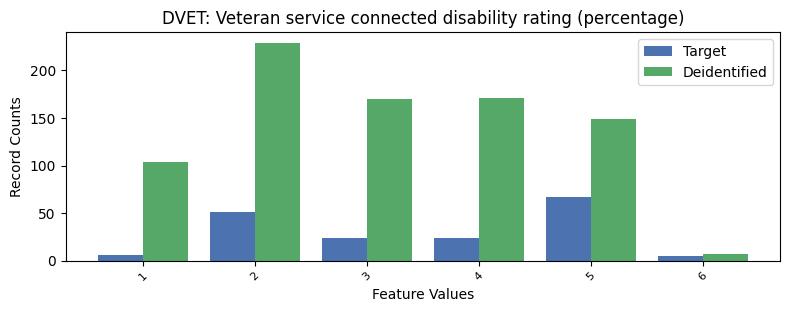 DVET: Veteran service connected disability rating (percentage)
Target
Deidentified
Record Counts
200
150
100
50
0
1 2 3 4 5 6
Feature Values